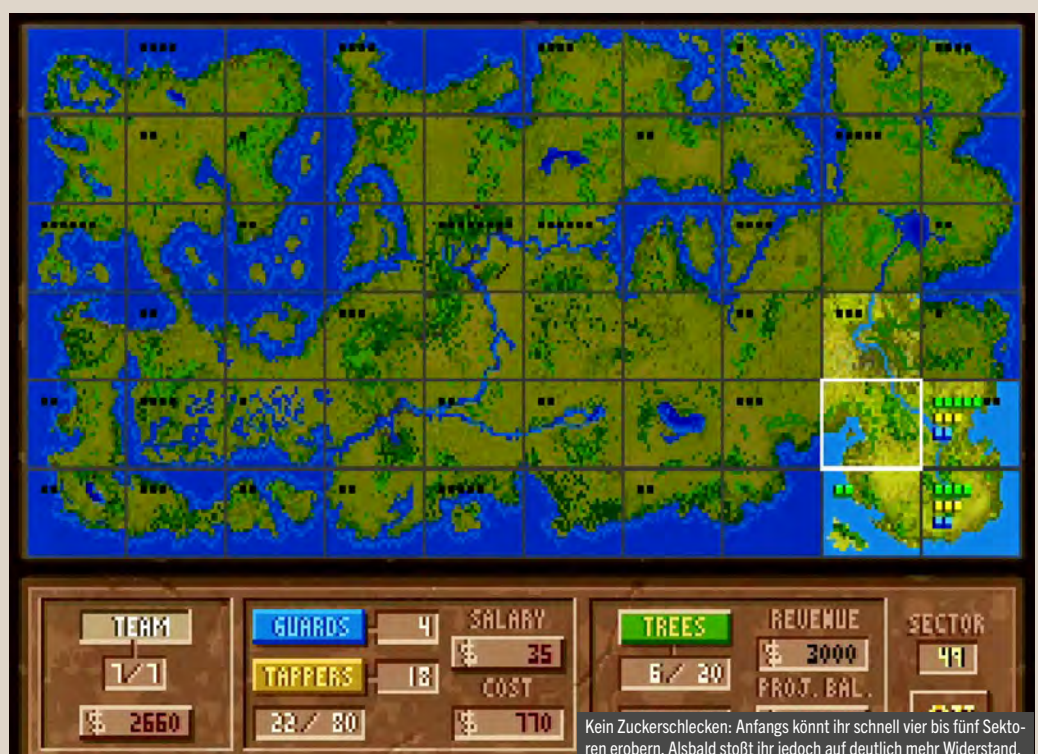 TEAM
7/7
$ 2660
GUARDS 4
TAPPERS 18
22/ 80
SALARY
$ 35
COST
$ 770
TREES
6/ 20
REVENUE
$ 3000
PROJ. BAL.
SECTOR
49
Kein Zuckerschlecken: Anfangs könnt ihr schnell vier bis fünf Sekto-
ren erobern. Alsbald stoßt ihr jedoch auf deutlich mehr Widerstand.